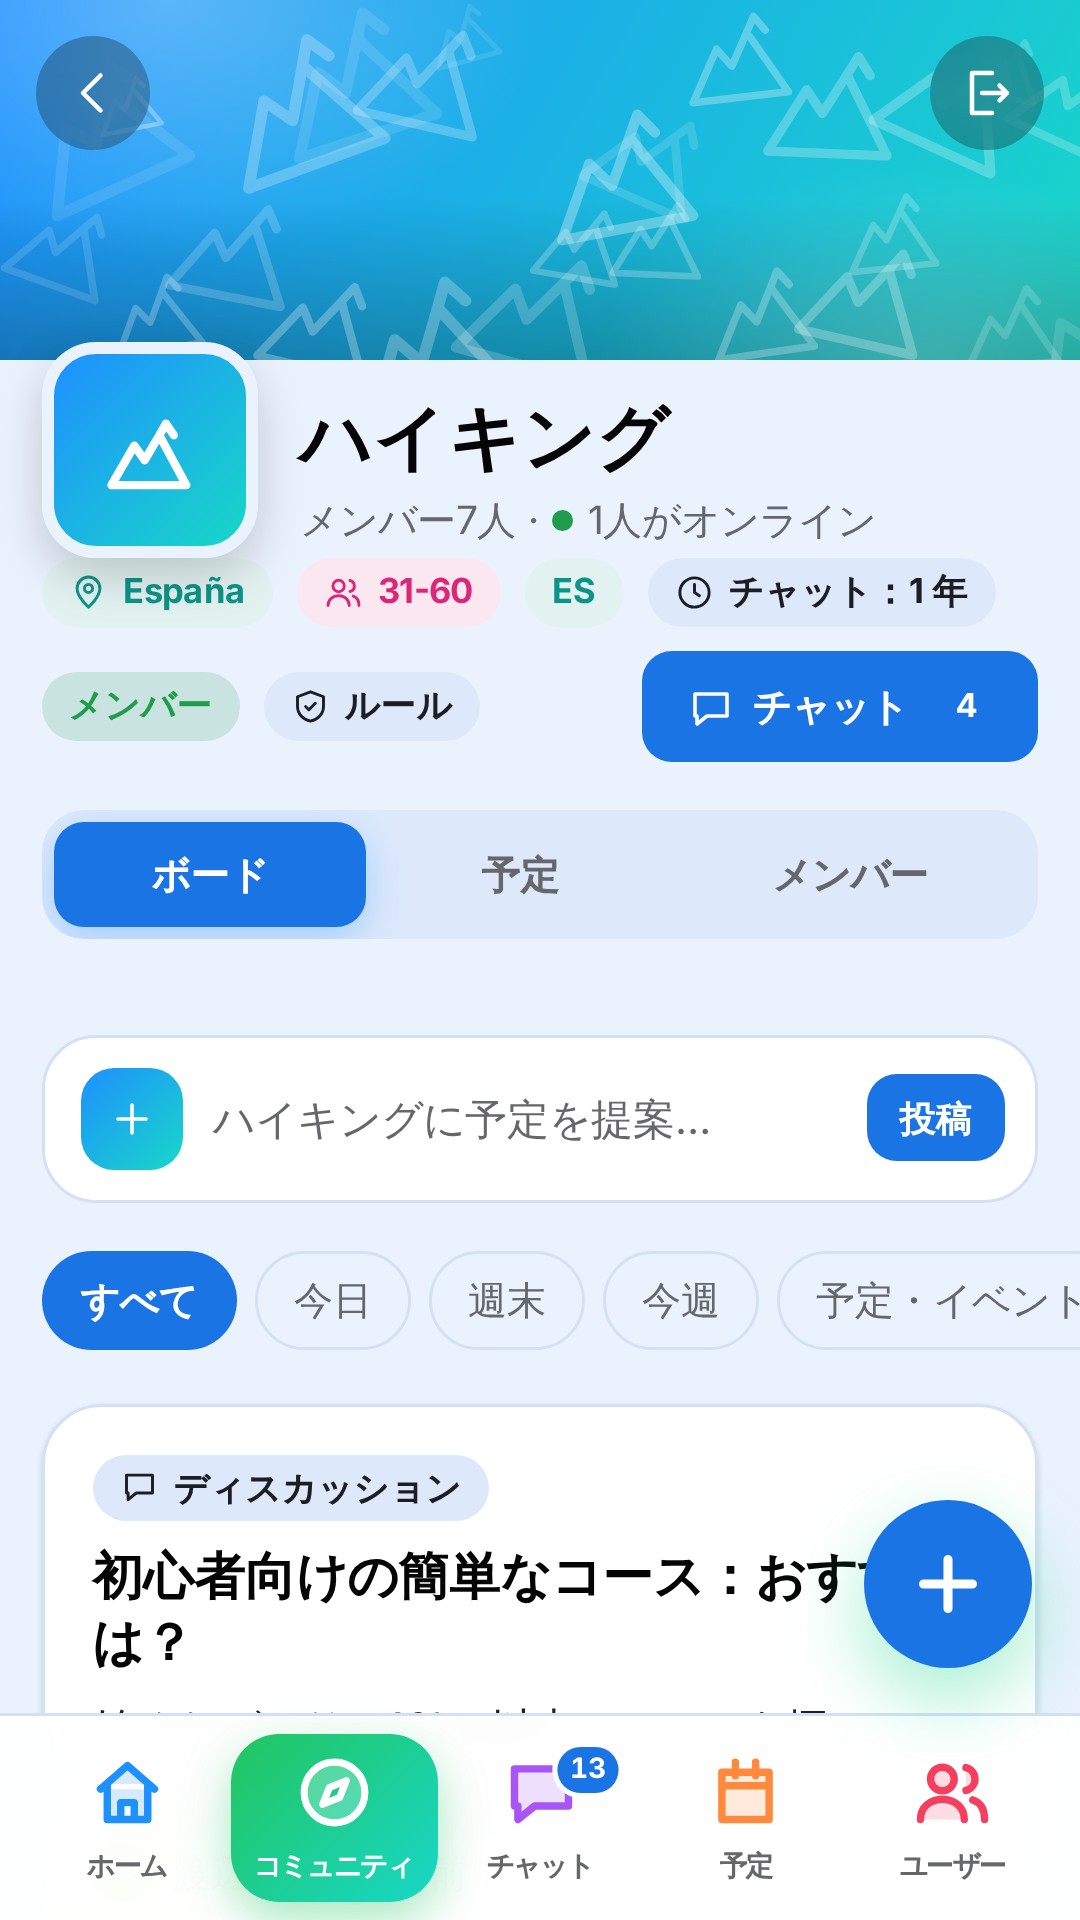 ハイキング
メンバー7人 · 1人がオンライン
España 31-60 ES チャット：1 年
メンバー ルール チャット 4
ボード 予定 メンバー
ハイキングに予定を提案... 投稿
すべて 今日 週末 今週 予定・イベント
ディスカッション
初心者向けの簡単なコース：おす
は？
13
ホーム コミュニティ チャット 予定 ユーザー